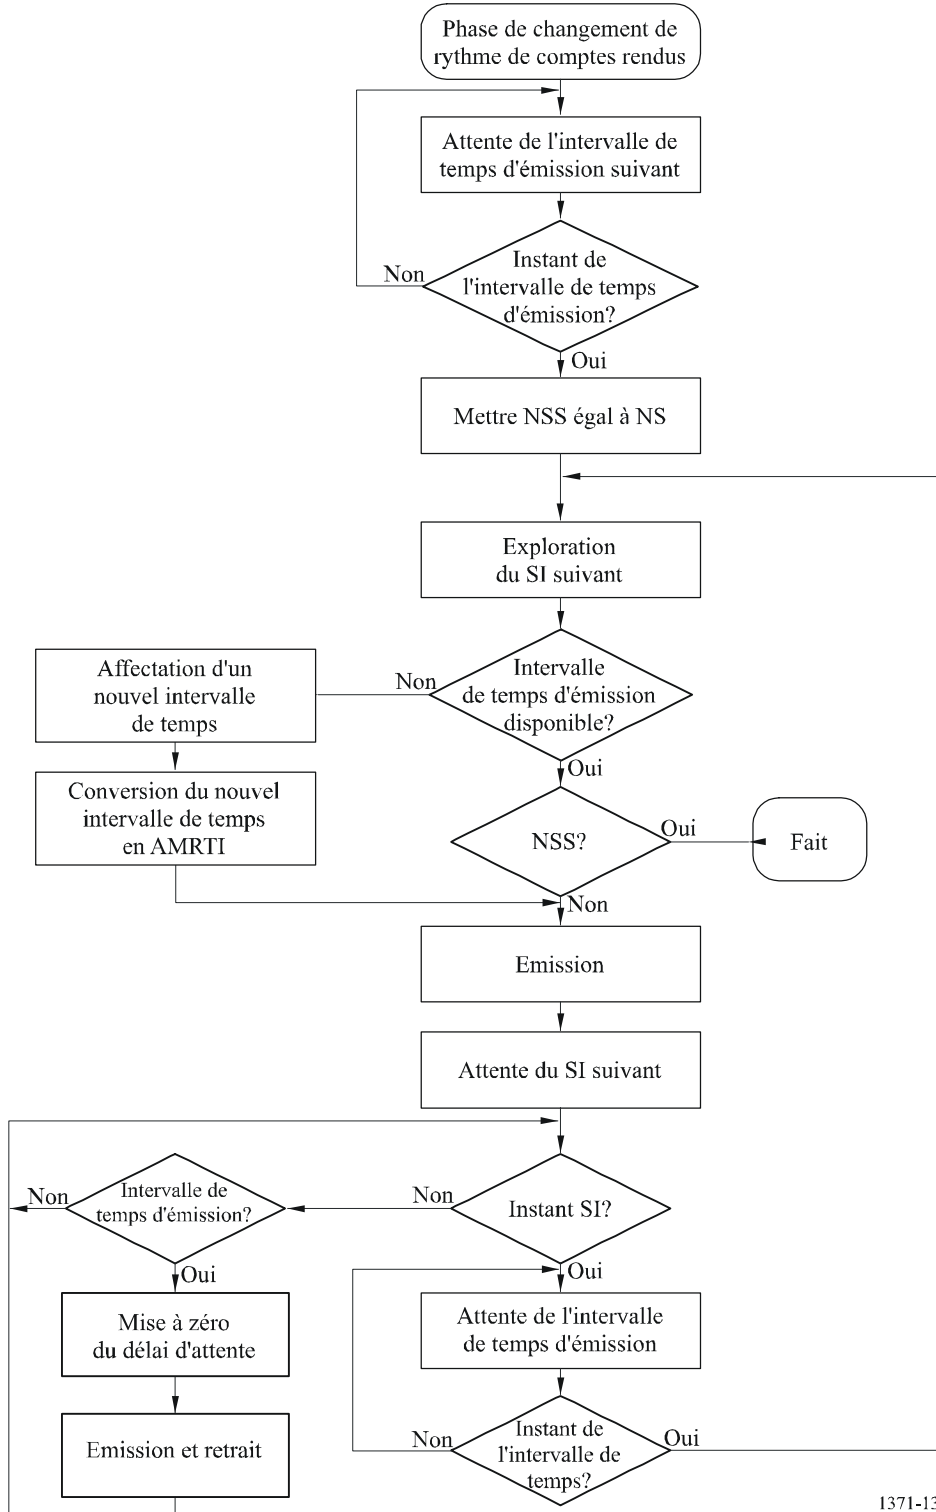 Phase de changement de
rythme de comptes rendus
Attente de l'intervalle de
temps d'émission suivant
Instant de
l'intervalle de temps
d'émission?
Non
Oui
Mettre NSS égal à NS
Exploration
du SI suivant
Intervalle
de temps d'émission
disponible?
Non
Oui
Affectation d'un
nouvel intervalle
de temps
Conversion du nouvel
intervalle de temps
en AMRTI
NSS?
Oui
Fait
Non
Emission
Attente du SI suivant
Instant SI?
Non
Intervalle de
temps d'émission?
Non
Oui
Oui
Mise à zéro
du délai d'attente
Attente de l'intervalle
de temps d'émission
Emission et retrait
Instant de
l'intervalle de
temps?
Non
Oui
1371-13